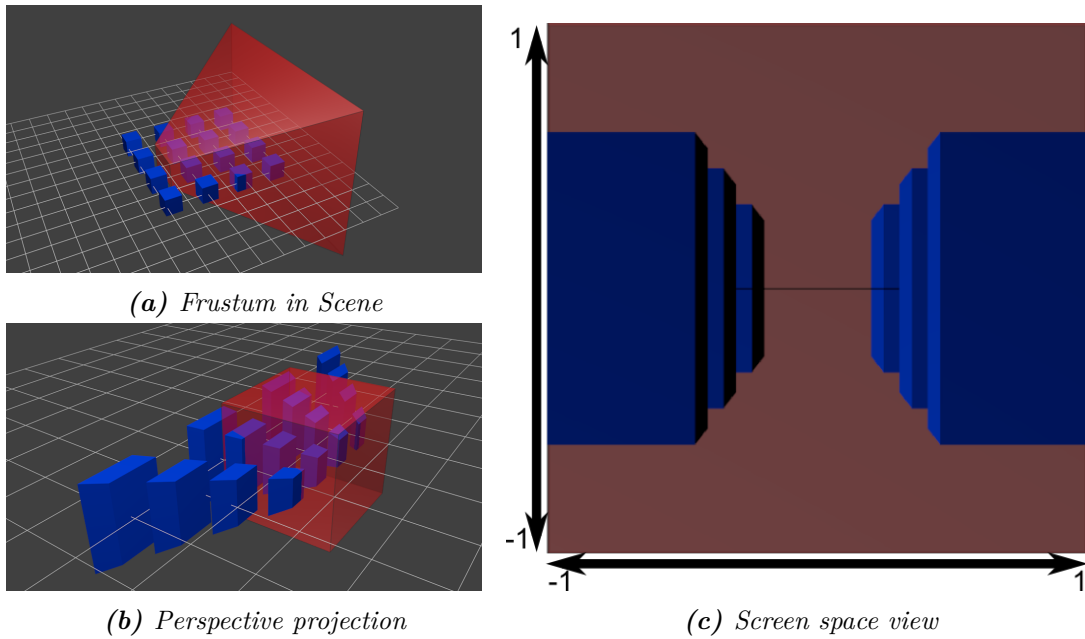 (a) Frustum in Scene
(b) Perspective projection
1
-1
-1
1
(c) Screen space view